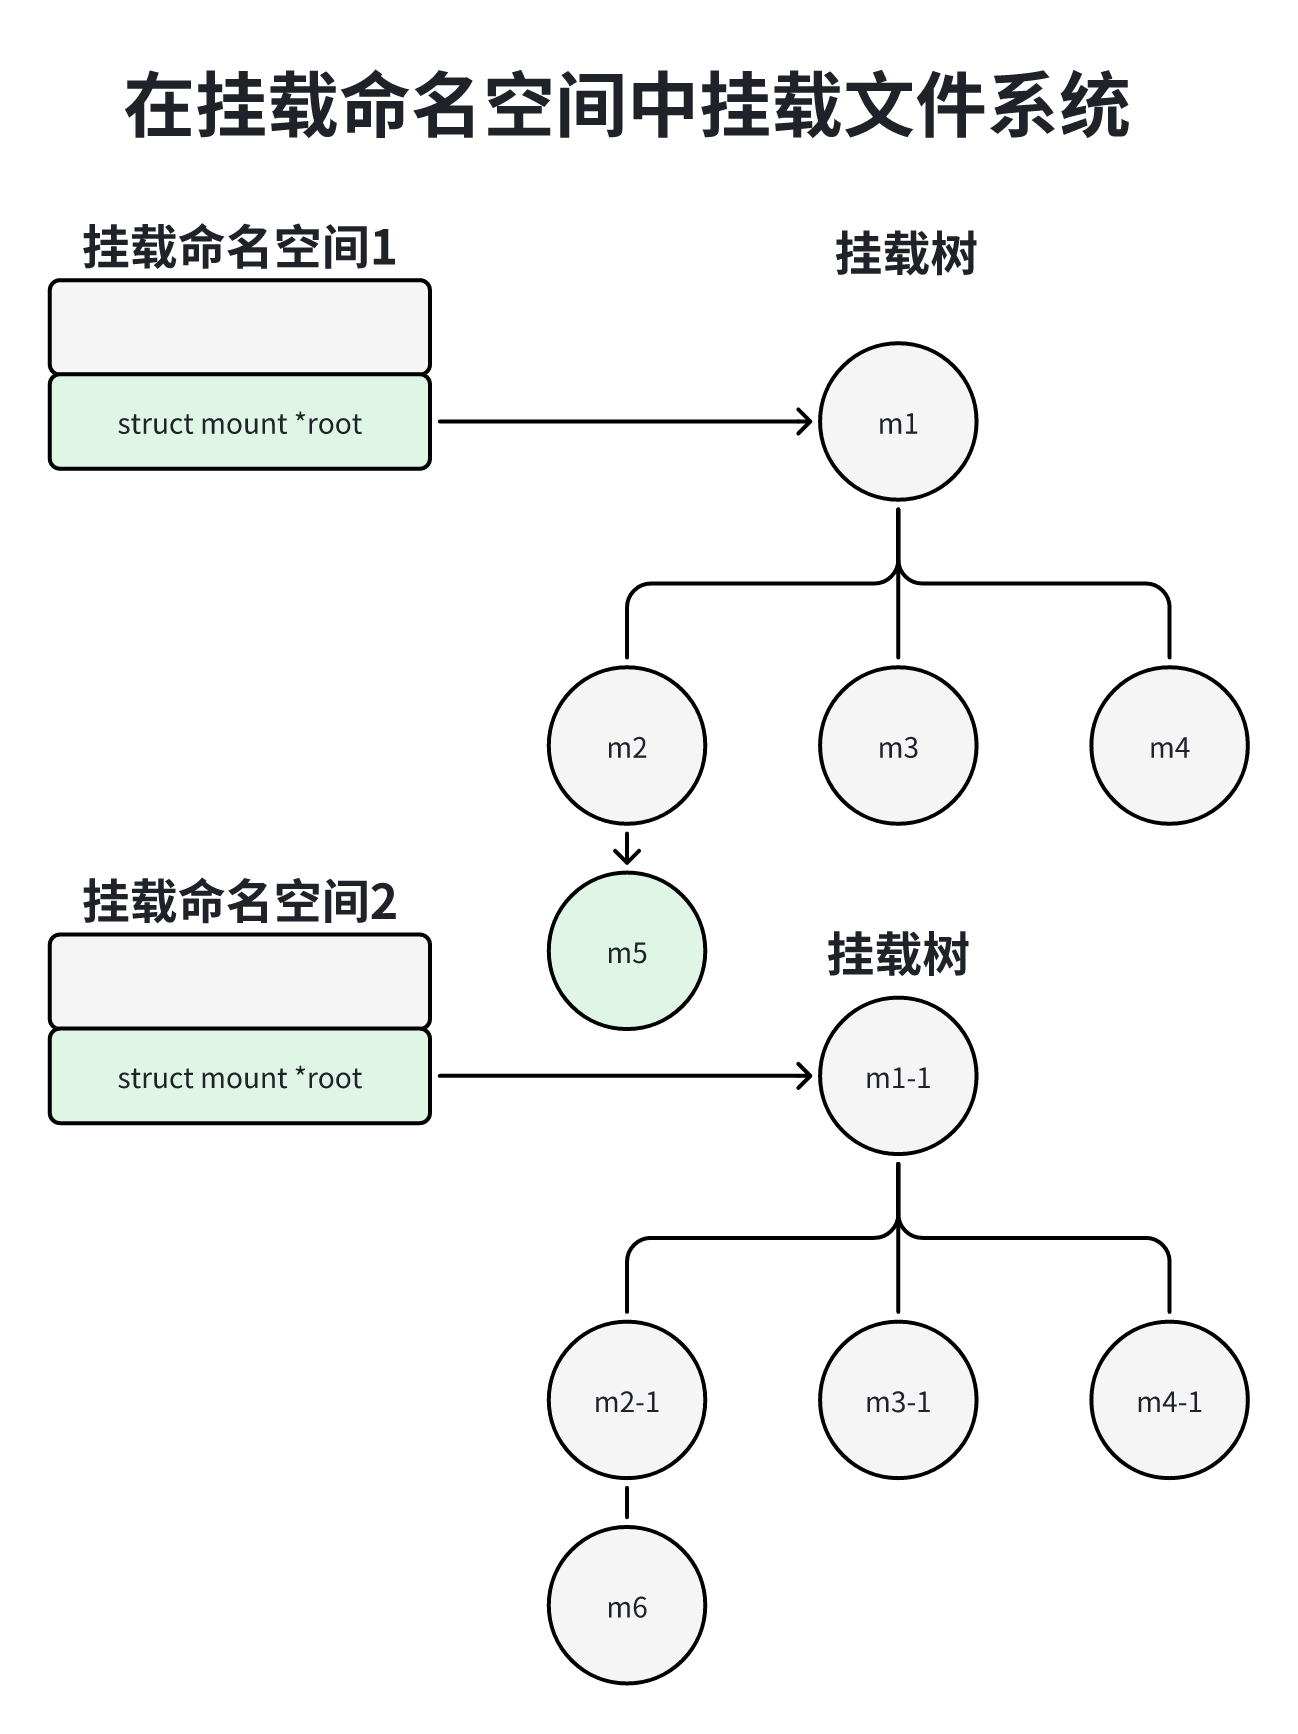 在挂载命名空间中挂载文件系统
挂载命名空间1
挂载树
struct mount *root
m1
m2
m3
m4
挂载命名空间2
m5
挂载树
struct mount *root
m1-1
m2-1
m3-1
m4-1
m6